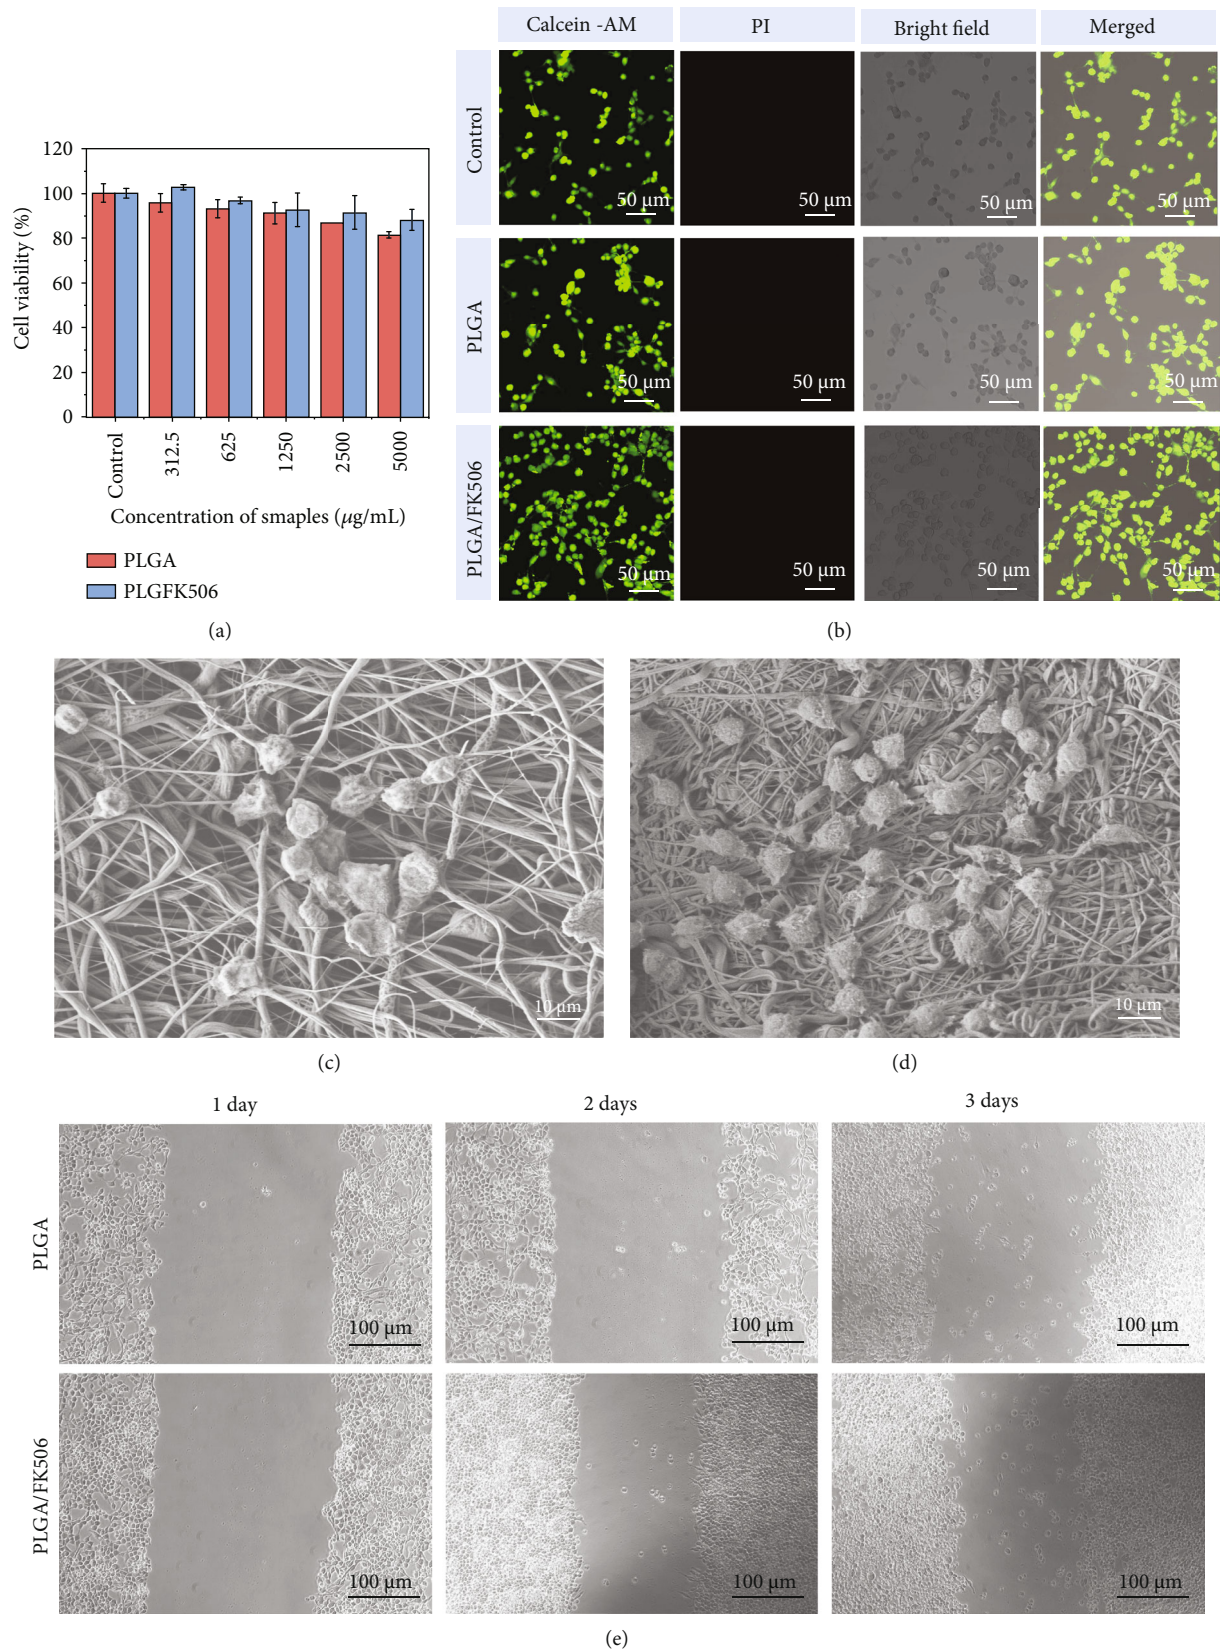 120
100
80
60
40
20
0
Cell viability (%)
Control
312.5
625
1250
2500
5000
Concentration of smaples (μg/mL)
PLGA
PLGFK506
(a)
Calcein -AM
PI
Bright field
Merged
Control
50 μm
50 μm
50 μm
50 μm
PLGA
50 μm
50 μm
50 μm
50 μm
PLGA/FK506
50 μm
50 μm
50 μm
50 μm
(b)
10 μm
(c)
10 μm
(d)
1 day
2 days
3 days
PLGA
100 μm
100 μm
100 μm
PLGA/FK506
100 μm
100 μm
100 μm
(e)